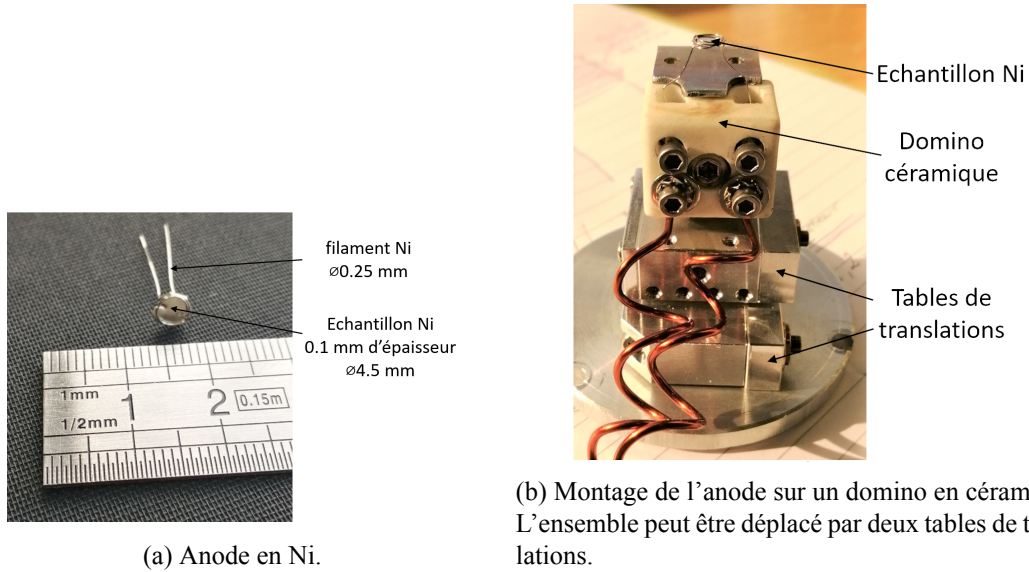 Echantillon Ni
Domino
céramique
Tables de
translations
filament Ni
⌀0.25 mm
Echantillon Ni
0.1 mm d'épaisseur
⌀4.5 mm
1mm
1/2mm
1
2
0.15m
(a) Anode en Ni.
(b) Montage de l'anode sur un domino en céram
L'ensemble peut être déplacé par deux tables de t
lations.